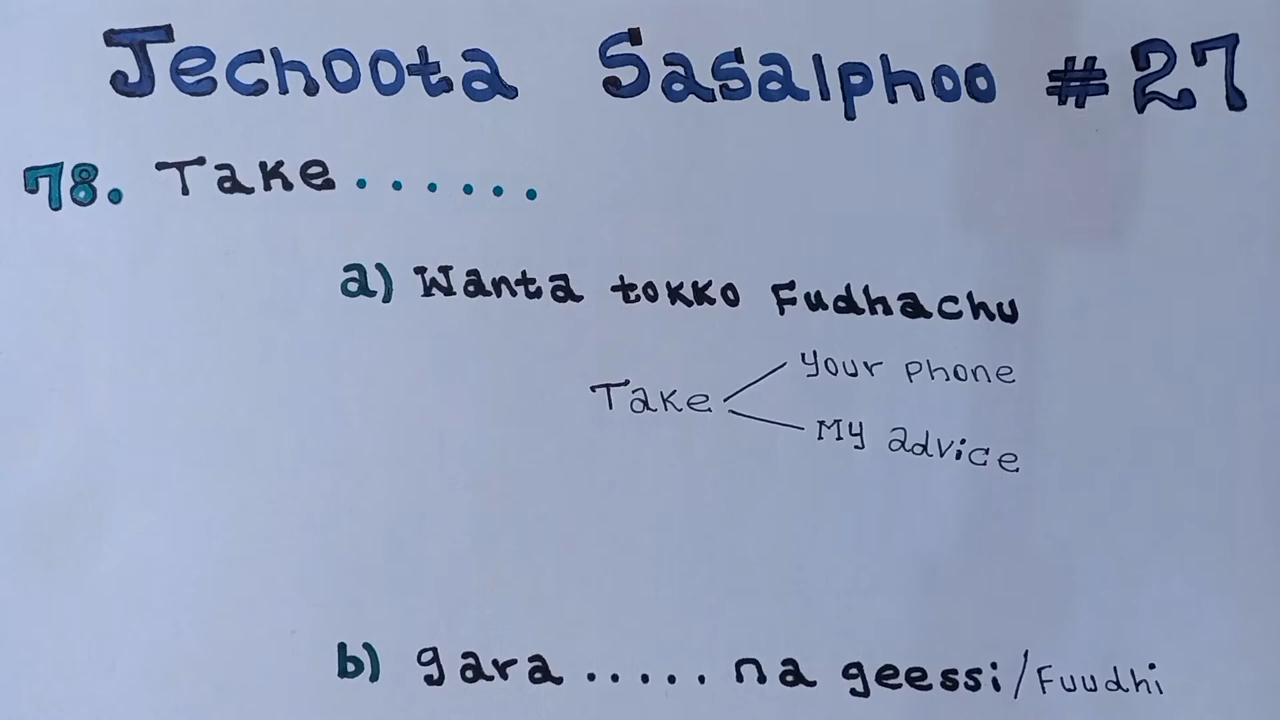 Jechoota Sasalphoo #27
78. Take.......
a) Wanta tokko Fudhachu
Your phone
Take
My advice
b) gara ..... na geessi/Fuudhi